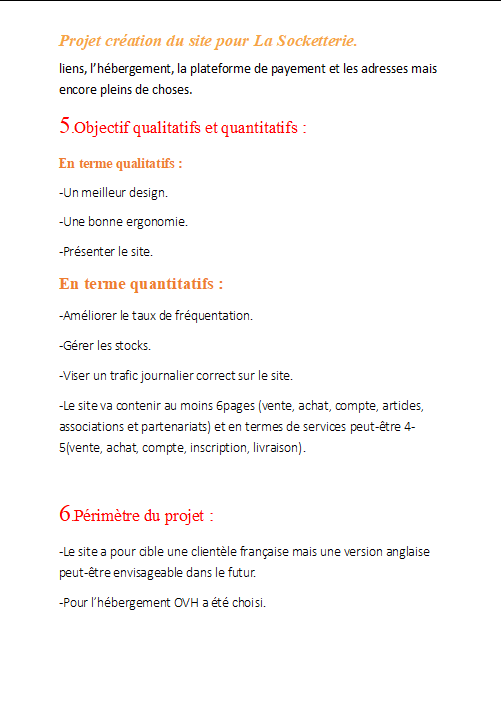 Projet création du site pour La Socketterie.
liens, l’hébergement, la plateforme de payement et les adresses mais
encore pleins de choses.
5.Objectif qualitatifs et quantitatifs :
En terme qualitatifs :
-Un meilleur design.
-Une bonne ergonomie.
-Présenter le site.
En terme quantitatifs :
-Améliorer le taux de fréquentation.
-Gérer les stocks.
-Viser un trafic journalier correct sur le site.
-Le site va contenir au moins 6pages (vente, achat, compte, articles,
associations et partenariats) et en termes de services peut-être 4-
5(vente, achat, compte, inscription, livraison).
6.Périmètre du projet :
-Le site a pour cible une clientèle française mais une version anglaise
peut-être envisageable dans le futur.
-Pour l’hébergement OVH a été choisi.